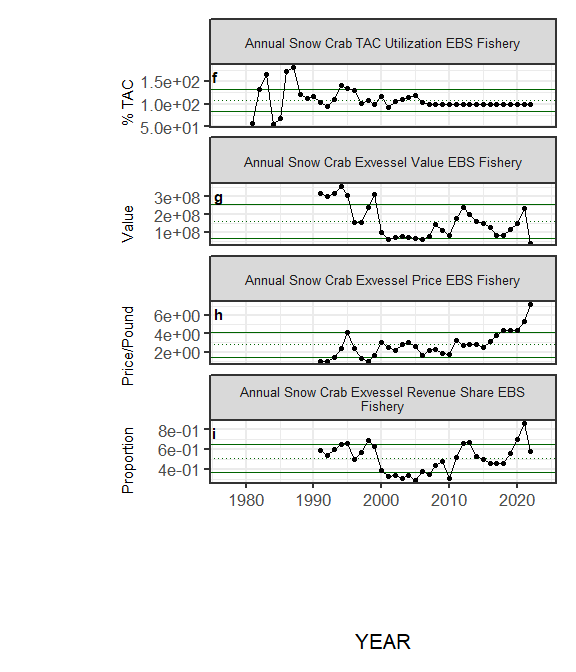 Annual Snow Crab TAC Utilization EBS Fishery
f
% TAC
1.5e+02
1.0e+02
5.0e+01
Annual Snow Crab Exvessel Value EBS Fishery
g
Value
3e+08
2e+08
1e+08
Annual Snow Crab Exvessel Price EBS Fishery
h
Price/Pound
6e+00
4e+00
2e+00
Annual Snow Crab Exvessel Revenue Share EBS
Fishery
i
Proportion
8e-01
6e-01
4e-01
1980 1990 2000 2010 2020
YEAR